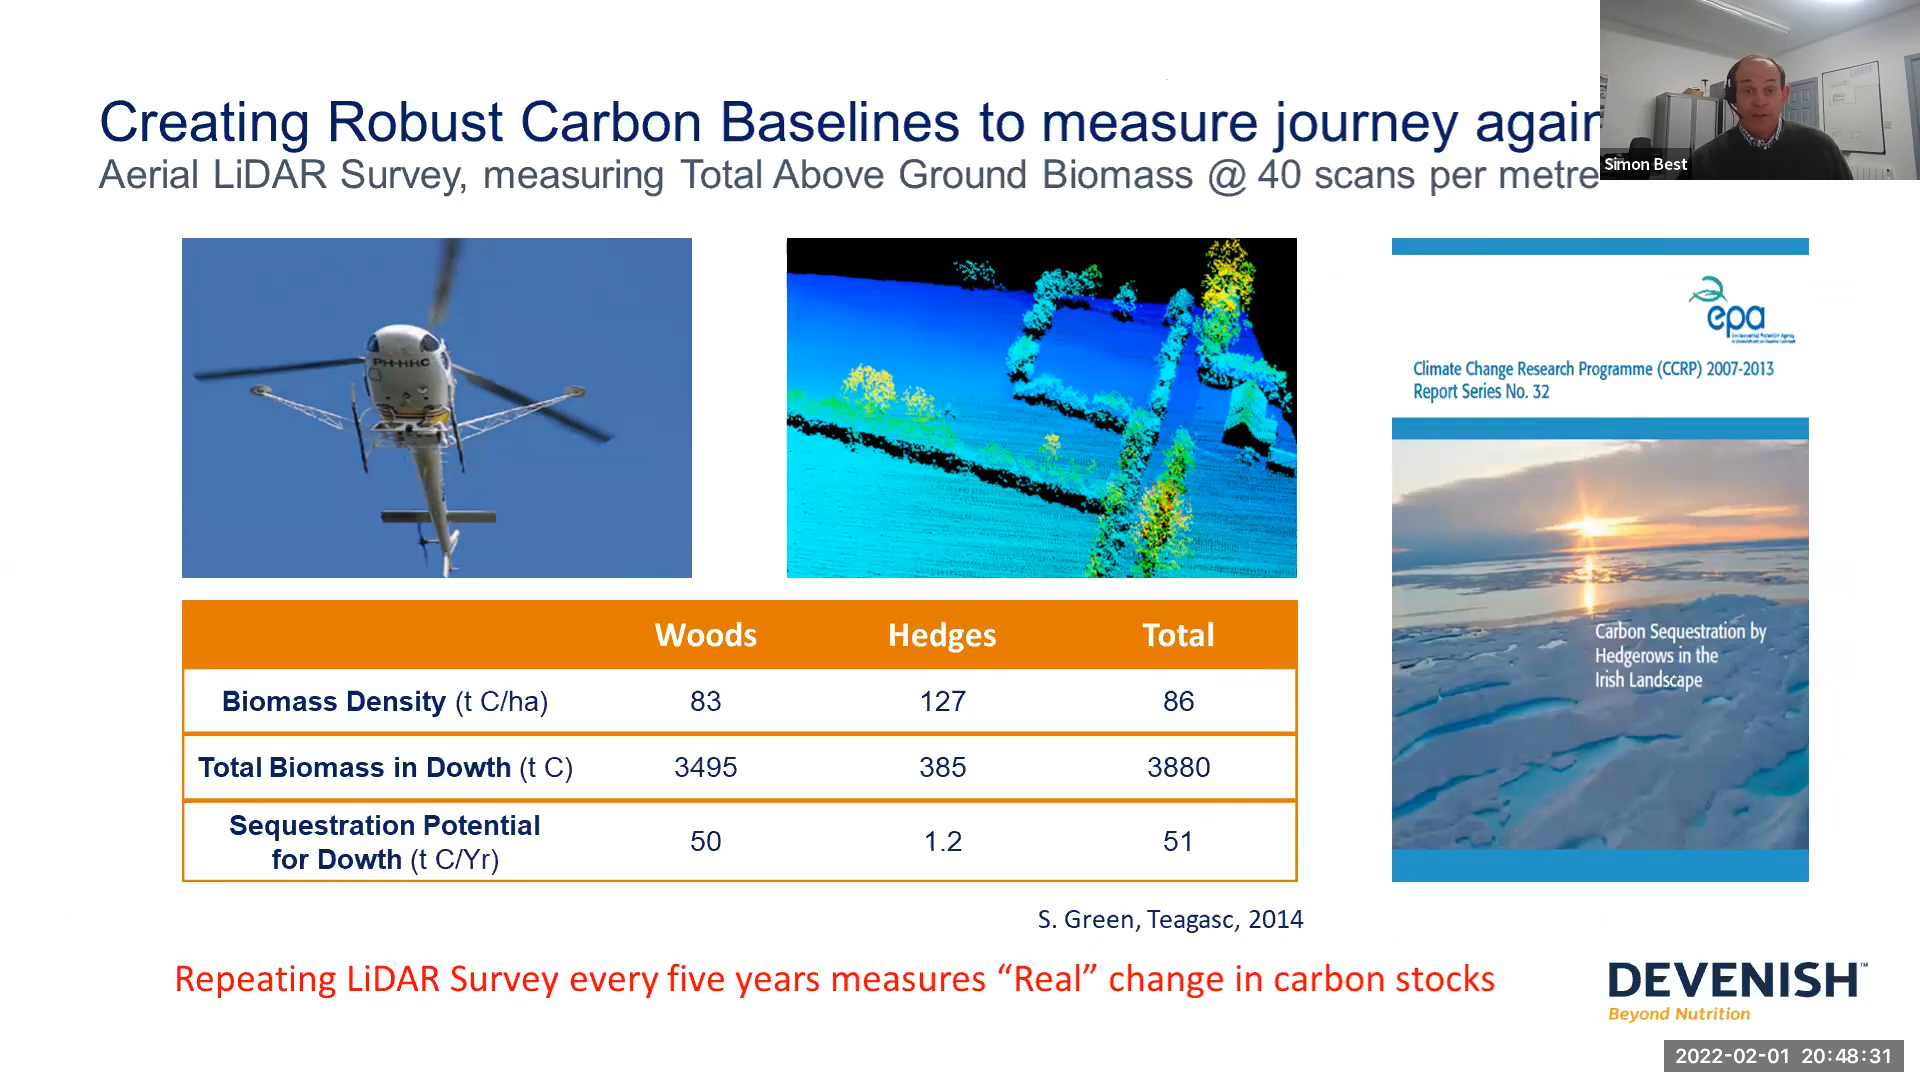 Creating Robust Carbon Baselines to measure journey again
Aerial LiDAR Survey, measuring Total Above Ground Biomass @ 40 scans per metre
Simon Best
PH-HHC
epa
Climate Change Research Programme (CCRP) 2007-2013
Report Series No. 32
Carbon Sequestration by
Hedgerows in the
Irish Landscape
Woods Hedges Total
Biomass Density (t C/ha) 83 127 86
Total Biomass in Dowth (t C) 3495 385 3880
Sequestration Potential
for Dowth (t C/Yr) 50 1.2 51
S. Green, Teagasc, 2014
Repeating LiDAR Survey every five years measures “Real” change in carbon stocks
DEVENISH™
Beyond Nutrition
2022-02-01 20:48:31